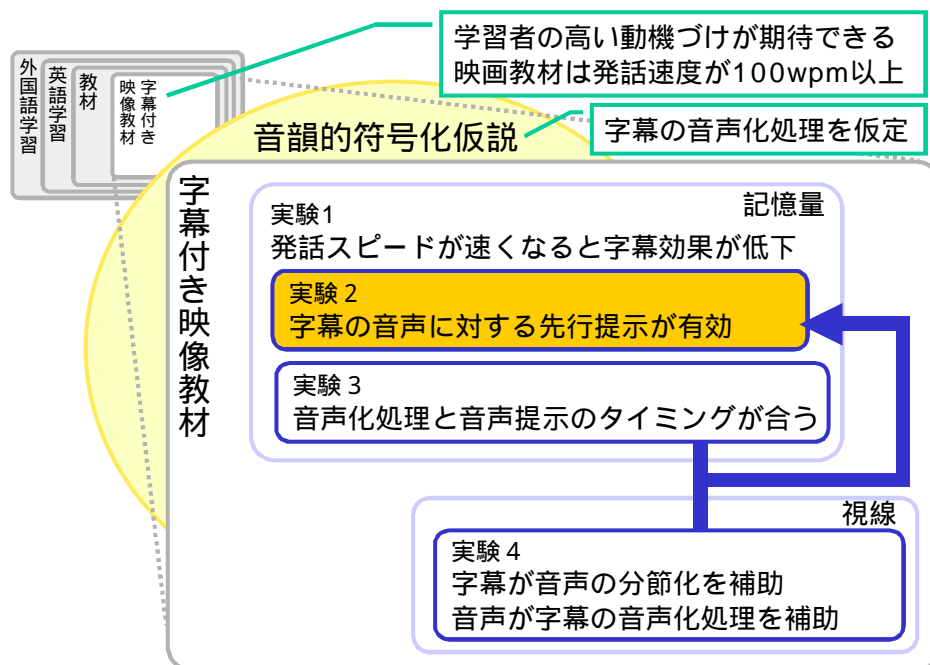 学習者の高い動機づけが期待できる
映画教材は発話速度が100wpm以上
外国語学習
英語学習
教材
字幕付き
映像教材
音韻的符号化仮説
字幕の音声化処理を仮定
字幕付き映像教材
記憶量
実験1
発話スピードが速くなると字幕効果が低下
実験2
字幕の音声に対する先行提示が有効
実験3
音声化処理と音声提示のタイミングが合う
視線
実験4
字幕が音声の分節化を補助
音声が字幕の音声化処理を補助